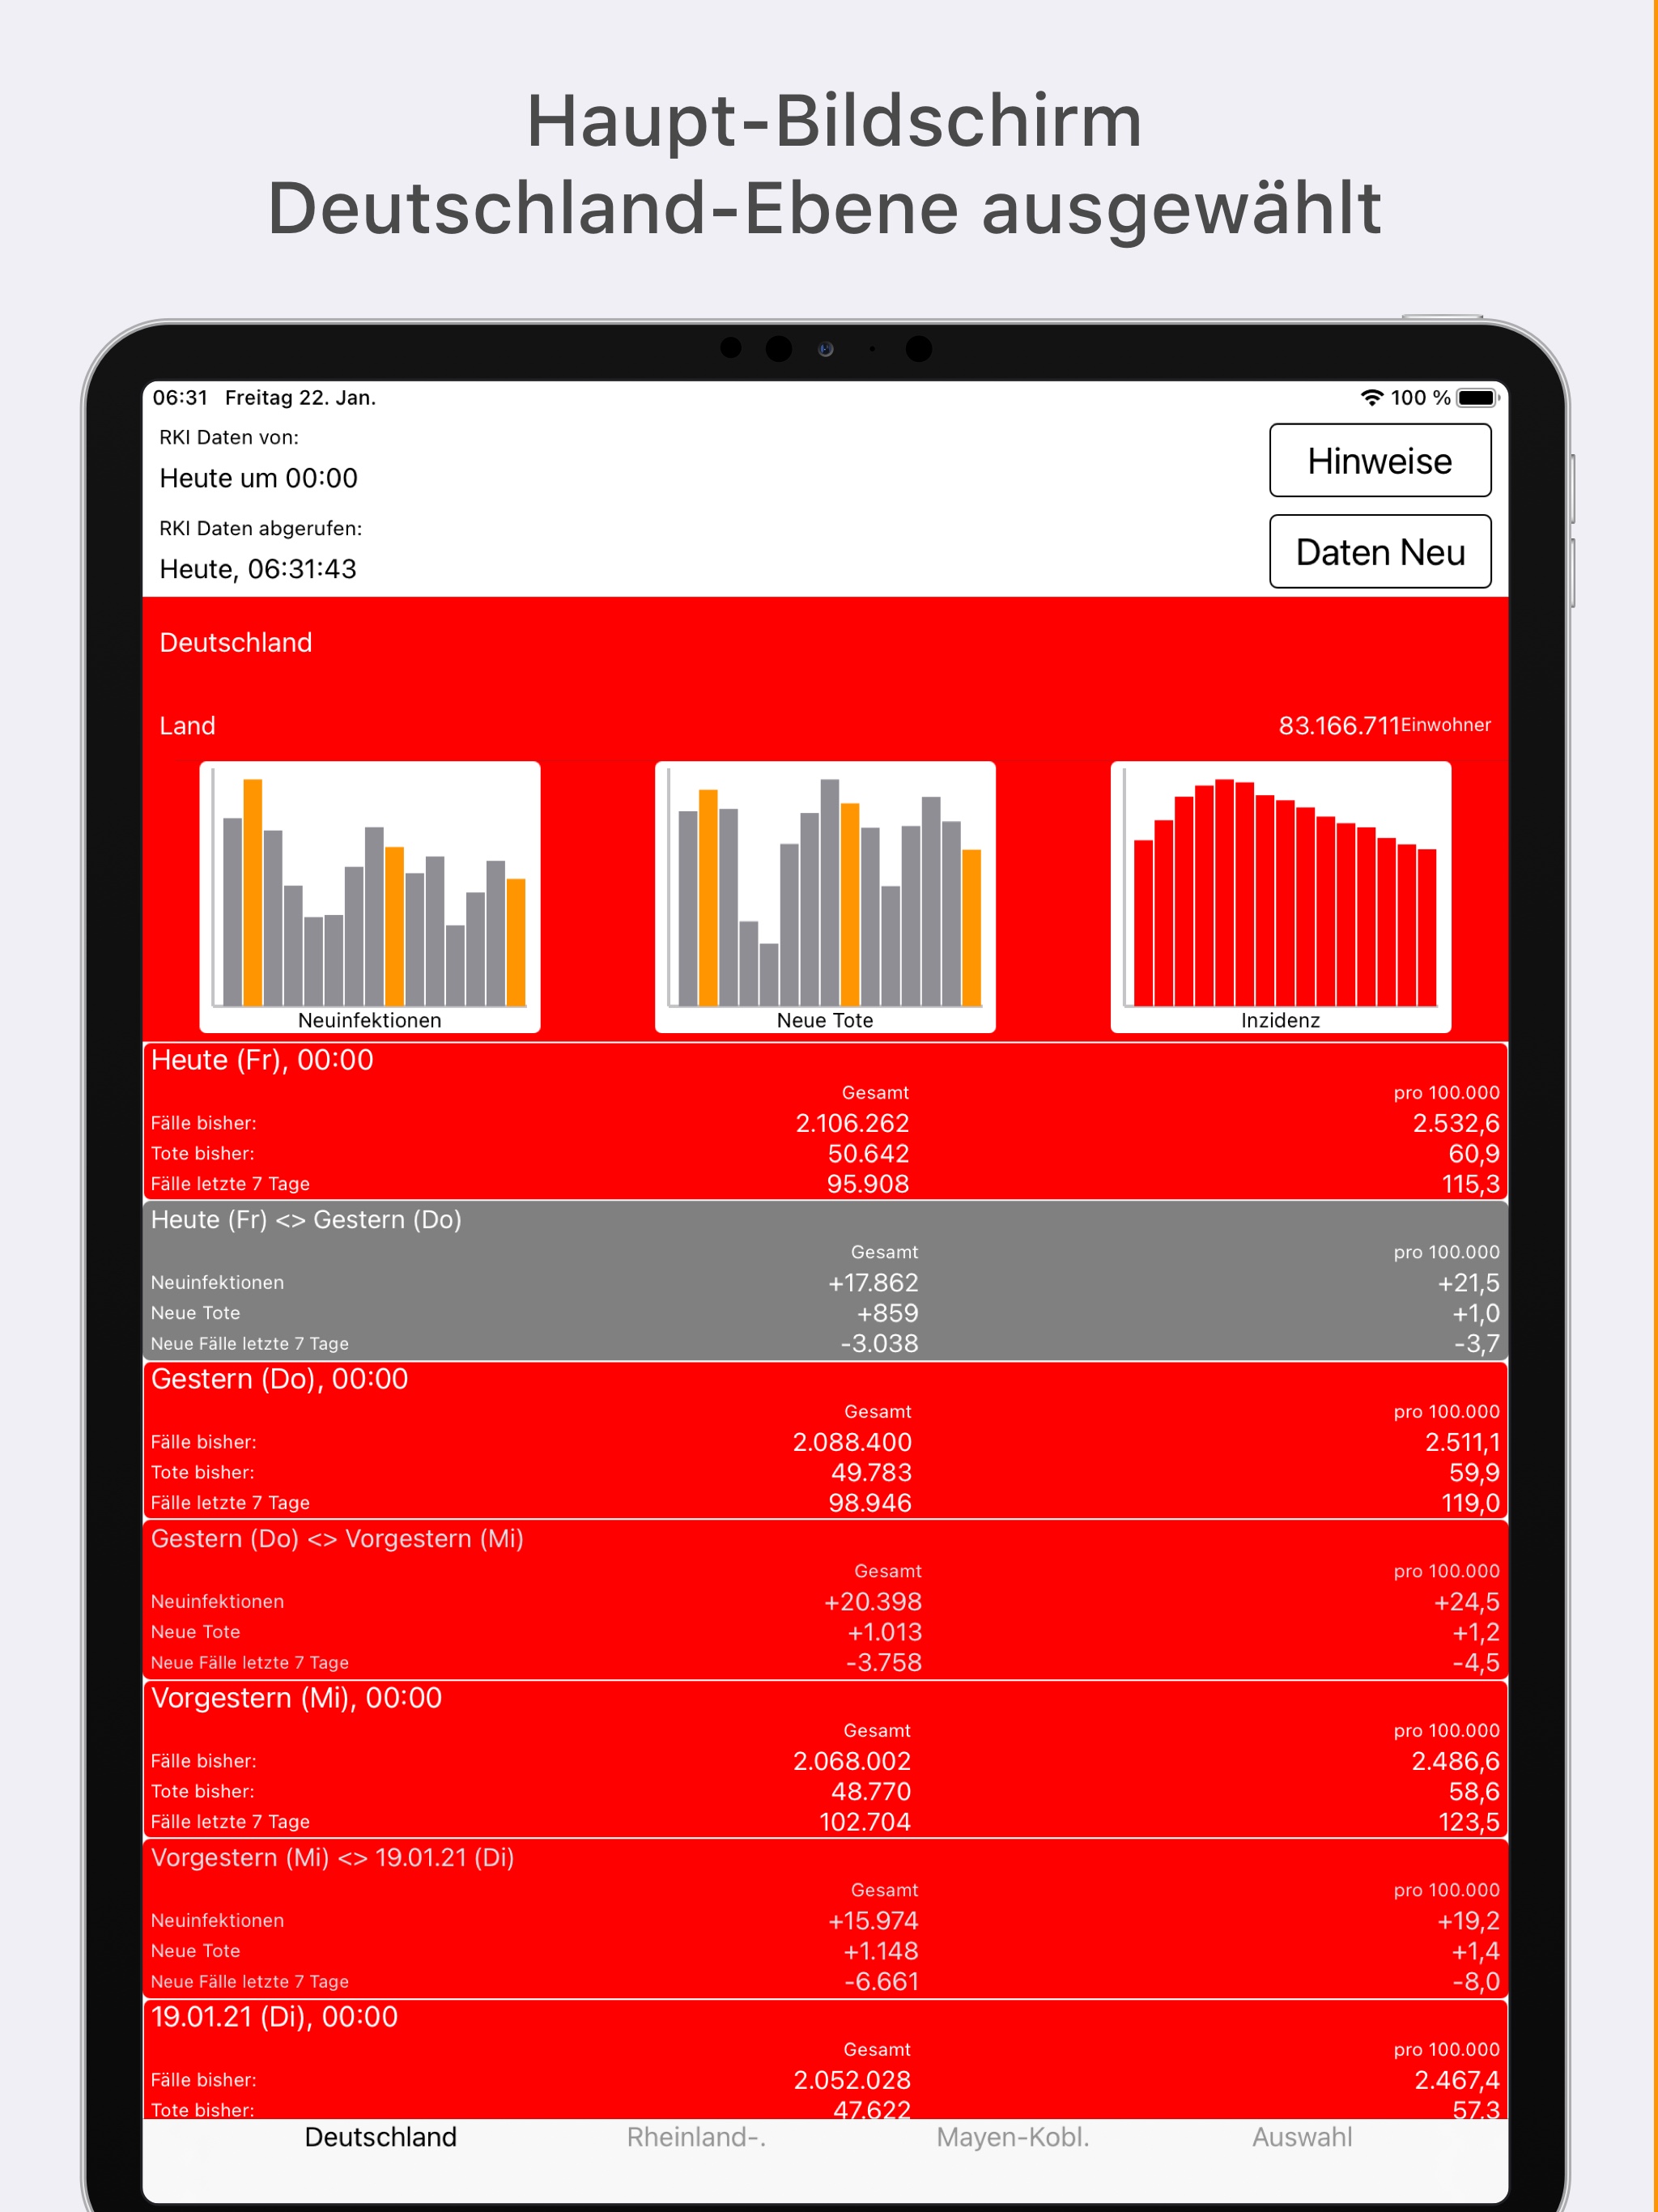 Haupt-Bildschirm
Deutschland-Ebene ausgewählt
06:31 Freitag 22. Jan. 100 %
RKI Daten von:
Heute um 00:00
Hinweise
RKI Daten abgerufen:
Heute, 06:31:43
Daten Neu
Deutschland
Land 83.166.711 Einwohner
Neuinfektionen Neue Tote Inzidenz
Heute (Fr), 00:00
Gesamt pro 100.000
Fälle bisher: 2.106.262 2.532,6
Tote bisher: 50.642 60,9
Fälle letzte 7 Tage 95.908 115,3
Heute (Fr) <> Gestern (Do)
Gesamt pro 100.000
Neuinfektionen +17.862 +21,5
Neue Tote +859 +1,0
Neue Fälle letzte 7 Tage -3.038 -3,7
Gestern (Do), 00:00
Gesamt pro 100.000
Fälle bisher: 2.088.400 2.511,1
Tote bisher: 49.783 59,9
Fälle letzte 7 Tage 98.946 119,0
Gestern (Do) <> Vorgestern (Mi)
Gesamt pro 100.000
Neuinfektionen +20.398 +24,5
Neue Tote +1.013 +1,2
Neue Fälle letzte 7 Tage -3.758 -4,5
Vorgestern (Mi), 00:00
Gesamt pro 100.000
Fälle bisher: 2.068.002 2.486,6
Tote bisher: 48.770 58,6
Fälle letzte 7 Tage 102.704 123,5
Vorgestern (Mi) <> 19.01.21 (Di)
Gesamt pro 100.000
Neuinfektionen +15.974 +19,2
Neue Tote +1.148 +1,4
Neue Fälle letzte 7 Tage -6.661 -8,0
19.01.21 (Di), 00:00
Gesamt pro 100.000
Fälle bisher: 2.052.028 2.467,4
Tote bisher: 47.622 57,3
Deutschland Rheinland-. Mayen-Kobl. Auswahl